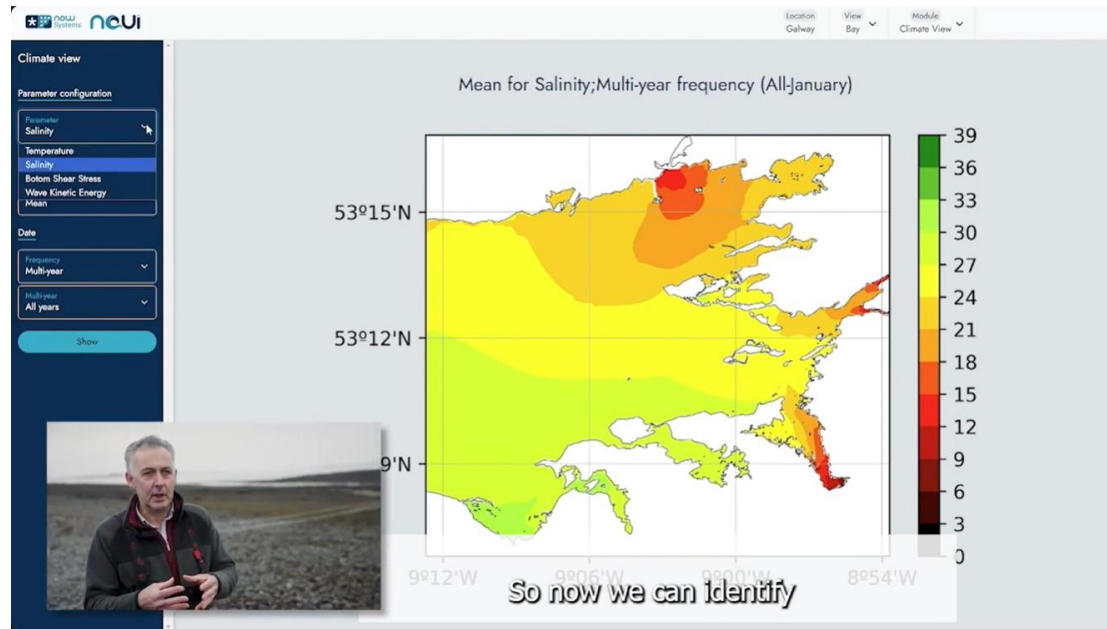 now
Systems
NOUi
Location
Galway
View
Bay
Module
Climate View
Climate view
Parameter configuration
Parameter
Salinity
Temperature
Salinity
Botom Shear Stress
Wave Kinetic Energy
Mean
Date
Frequency
Multi-year
Multi-year
All years
Show
Mean for Salinity;Multi-year frequency (All-January)
53º15'N
53º12'N
9'N
9º12'W
9º06'W
9º00'W
8º54'W
39
36
33
30
27
24
21
18
15
12
9
6
3
0
So now we can identify